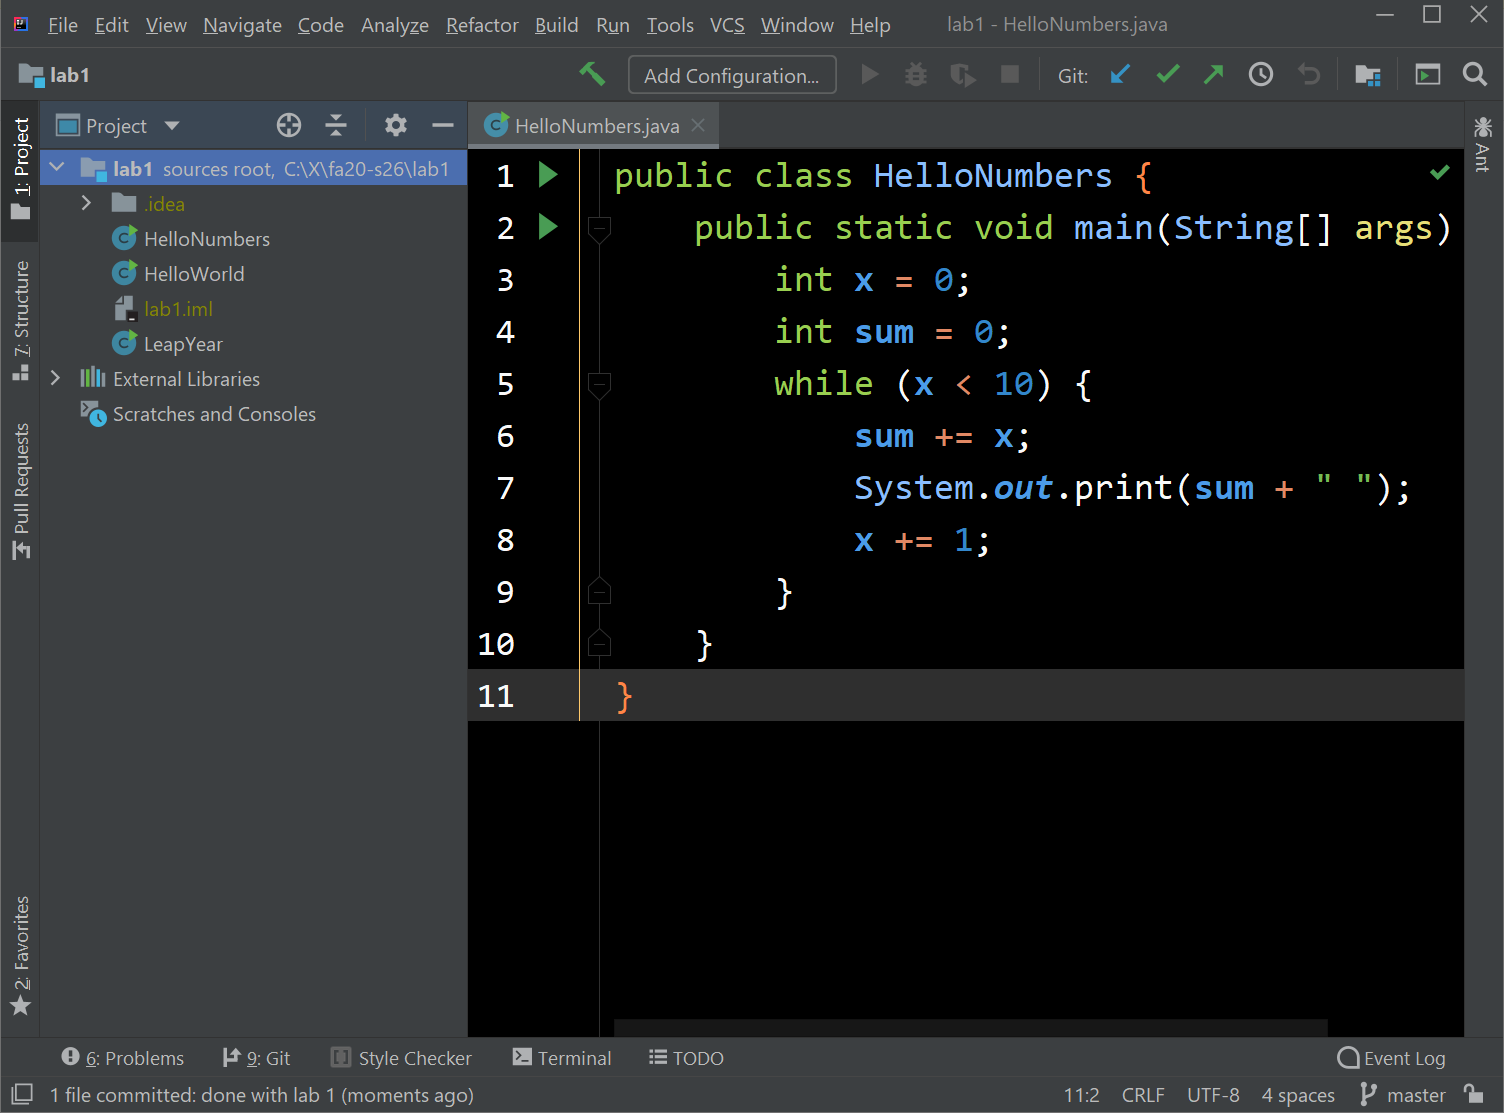 File Edit View Navigate Code Analyze Refactor Build Run Tools VCS Window Help lab1 - HelloNumbers.java
lab1 Add Configuration... Git:
Project HelloNumbers.java
1: Project
7: Structure
Pull Requests
2: Favorites
lab1 sources root, C:\X\fa20-s26\lab1
.idea
HelloNumbers
HelloWorld
lab1.iml
LeapYear
External Libraries
Scratches and Consoles
1 public class HelloNumbers {
2     public static void main(String[] args)
3         int x = 0;
4         int sum = 0;
5         while (x < 10) {
6             sum += x;
7             System.out.print(sum + " ");
8             x += 1;
9         }
10     }
11 }
Ant
6: Problems 9: Git Style Checker Terminal TODO Event Log
1 file committed: done with lab 1 (moments ago) 11:2 CRLF UTF-8 4 spaces master